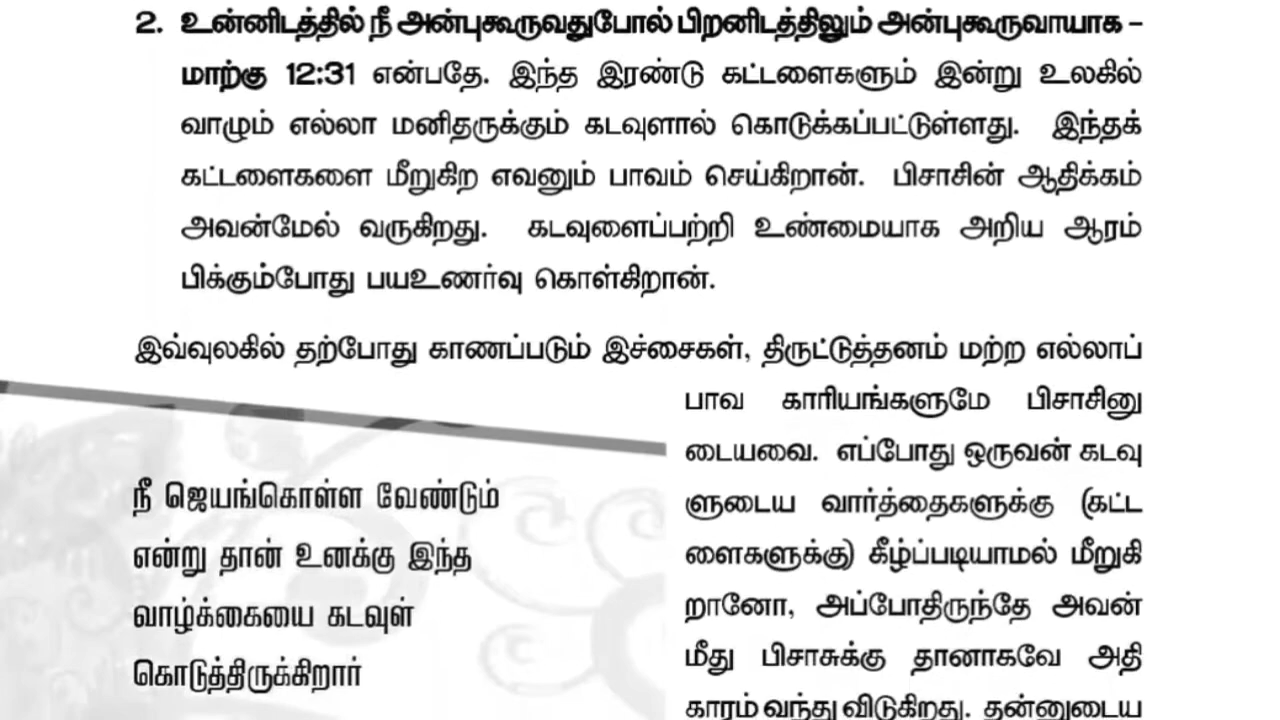 2. உன்னிடத்தில் நீ அன்புகூருவதுபோல் பிறனிடத்திலும் அன்புகூருவாயாக –
மாற்கு 12:31 என்பதே. இந்த இரண்டு கட்டளைகளும் இன்று உலகில்
வாழும் எல்லா மனிதருக்கும் கடவுளால் கொடுக்கப்பட்டுள்ளது. இந்தக்
கட்டளைகளை மீறுகிற எவனும் பாவம் செய்கிறான். பிசாசின் ஆதிக்கம்
அவன்மேல் வருகிறது. கடவுளைப்பற்றி உண்மையாக அறிய ஆரம்
பிக்கும்போது பயஉணர்வு கொள்கிறான்.
இவ்வுலகில் தற்போது காணப்படும் இச்சைகள், திருட்டுத்தனம் மற்ற எல்லாப்
பாவ காரியங்களுமே பிசாசினு
டையவை. எப்போது ஒருவன் கடவு
ளுடைய வார்த்தைகளுக்கு (கட்ட
ளைகளுக்கு) கீழ்ப்படியாமல் மீறுகி
றானோ, அப்போதிருந்தே அவன்
மீது பிசாசுக்கு தானாகவே அதி
காரம் வந்து விடுகிறது. தன்னுடைய
நீ ஜெயங்கொள்ள வேண்டும்
என்று தான் உனக்கு இந்த
வாழ்க்கையை கடவுள்
கொடுத்திருக்கிறார்